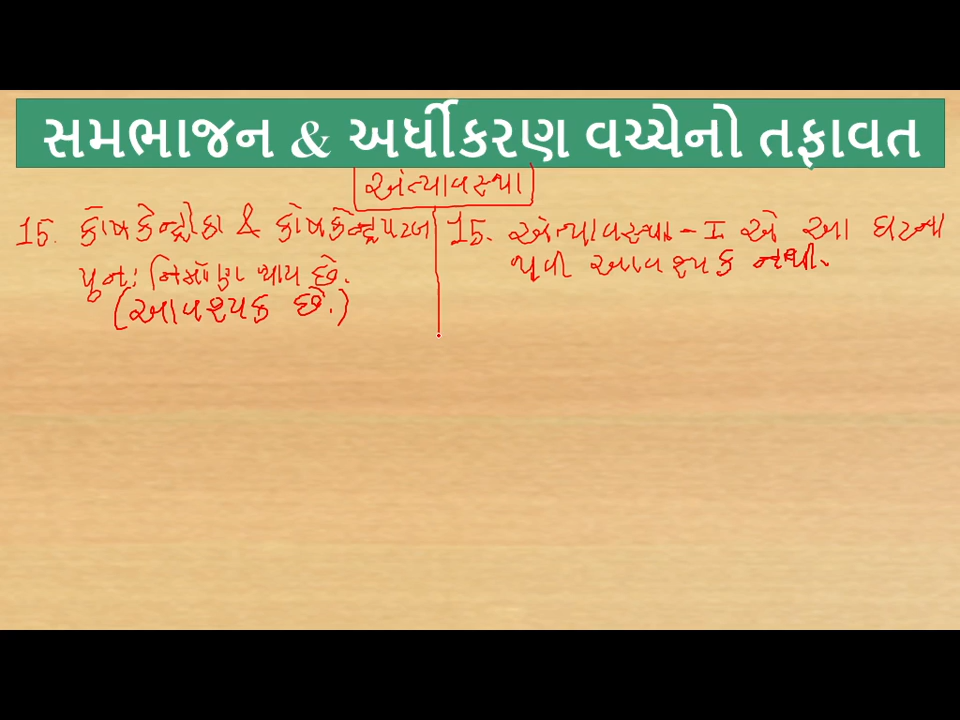 સમભાજન & અર્ધીકરણ વચ્ચેનો તફાવત
અંત્યાવસ્થા
15. કોષકેન્દ્રીકા & કોષકેન્દ્રપટલ
પુનઃ નિર્માણ થાય છે.
(આવશ્યક છે.)
15. અંત્યાવસ્થા - I એ આ ઘટના
થવી આવશ્યક નથી.